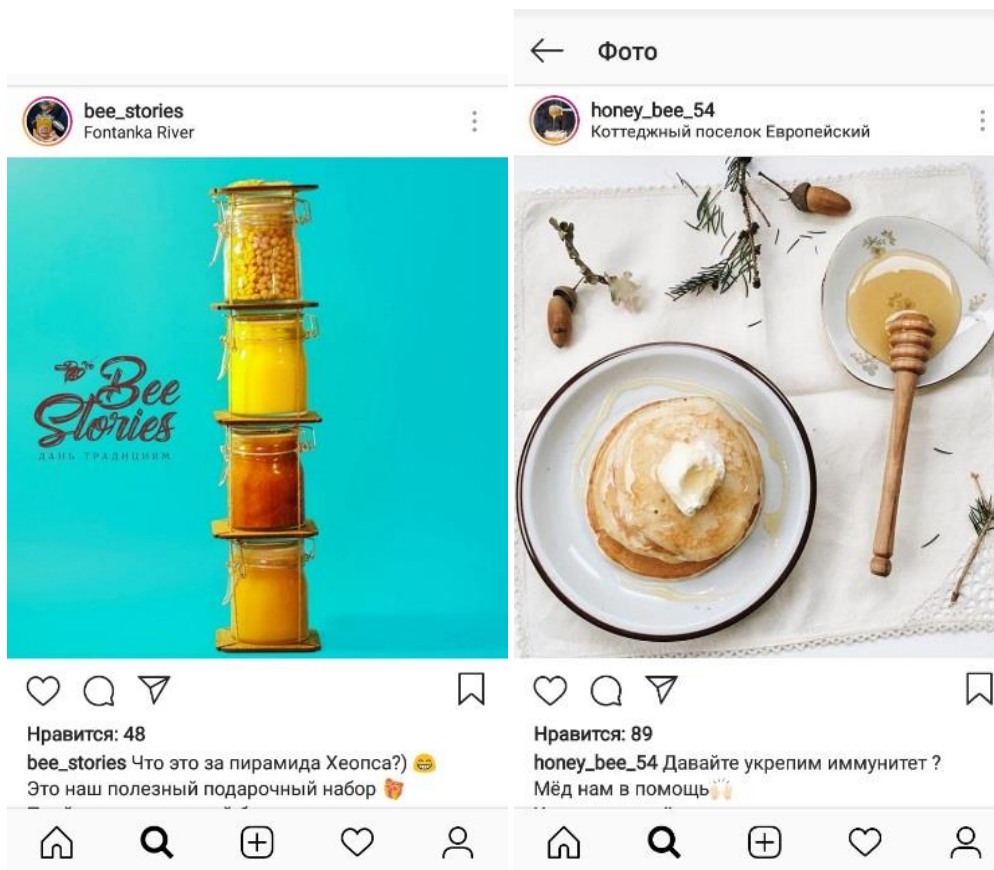 bee_stories
Fontanka River
Bee
Stories
ДАНЬ ТРАДИЦИЯМ
Нравится: 48
bee_stories Что это за пирамида Хеопса?) 😁
Это наш полезный подарочный набор 🎁
Фото
honey_bee_54
Коттеджный поселок Европейский
Нравится: 89
honey_bee_54 Давайте укрепим иммунитет ?
Мёд нам в помощь🙌🏻